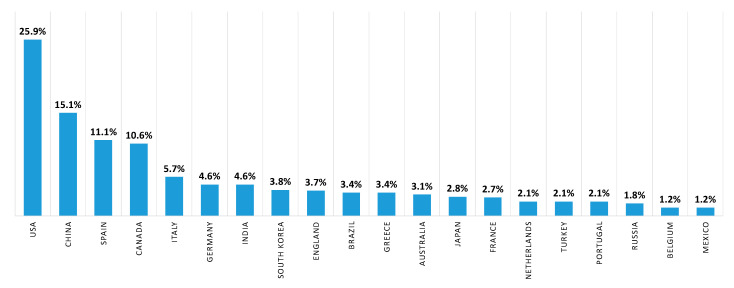 25.9%
15.1%
11.1%
10.6%
5.7%
4.6%
4.6%
3.8%
3.7%
3.4%
3.4%
3.1%
2.8%
2.7%
2.1%
2.1%
2.1%
1.8%
1.2%
1.2%
USA
CHINA
SPAIN
CANADA
ITALY
GERMANY
INDIA
SOUTH KOREA
ENGLAND
BRAZIL
GREECE
AUSTRALIA
JAPAN
FRANCE
NETHERLANDS
TURKEY
PORTUGAL
RUSSIA
BELGIUM
MEXICO